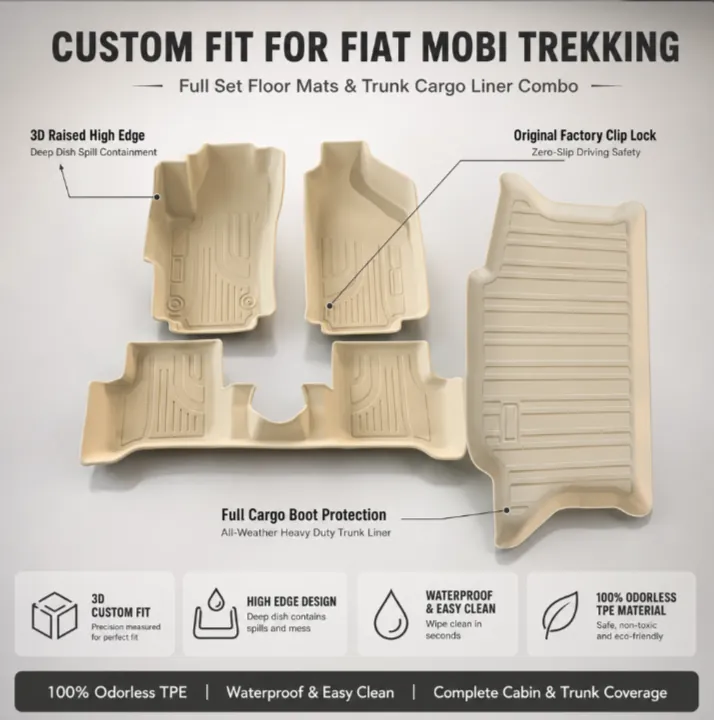 CUSTOM FIT FOR FIAT MOBI TREKKING
Full Set Floor Mats & Trunk Cargo Liner Combo
3D Raised High Edge
Deep Dish Spill Containment
Original Factory Clip Lock
Zero-Slip Driving Safety
Full Cargo Boot Protection
All-Weather Heavy Duty Trunk Liner
3D
CUSTOM FIT
Precision measured
for perfect fit
HIGH EDGE DESIGN
Deep dish contains
spills and mess
WATERPROOF
& EASY CLEAN
Wipe clean in
seconds
100% ODORLESS
TPE MATERIAL
Safe, non-toxic
and eco-friendly
100% Odorless TPE | Waterproof & Easy Clean | Complete Cabin & Trunk Coverage